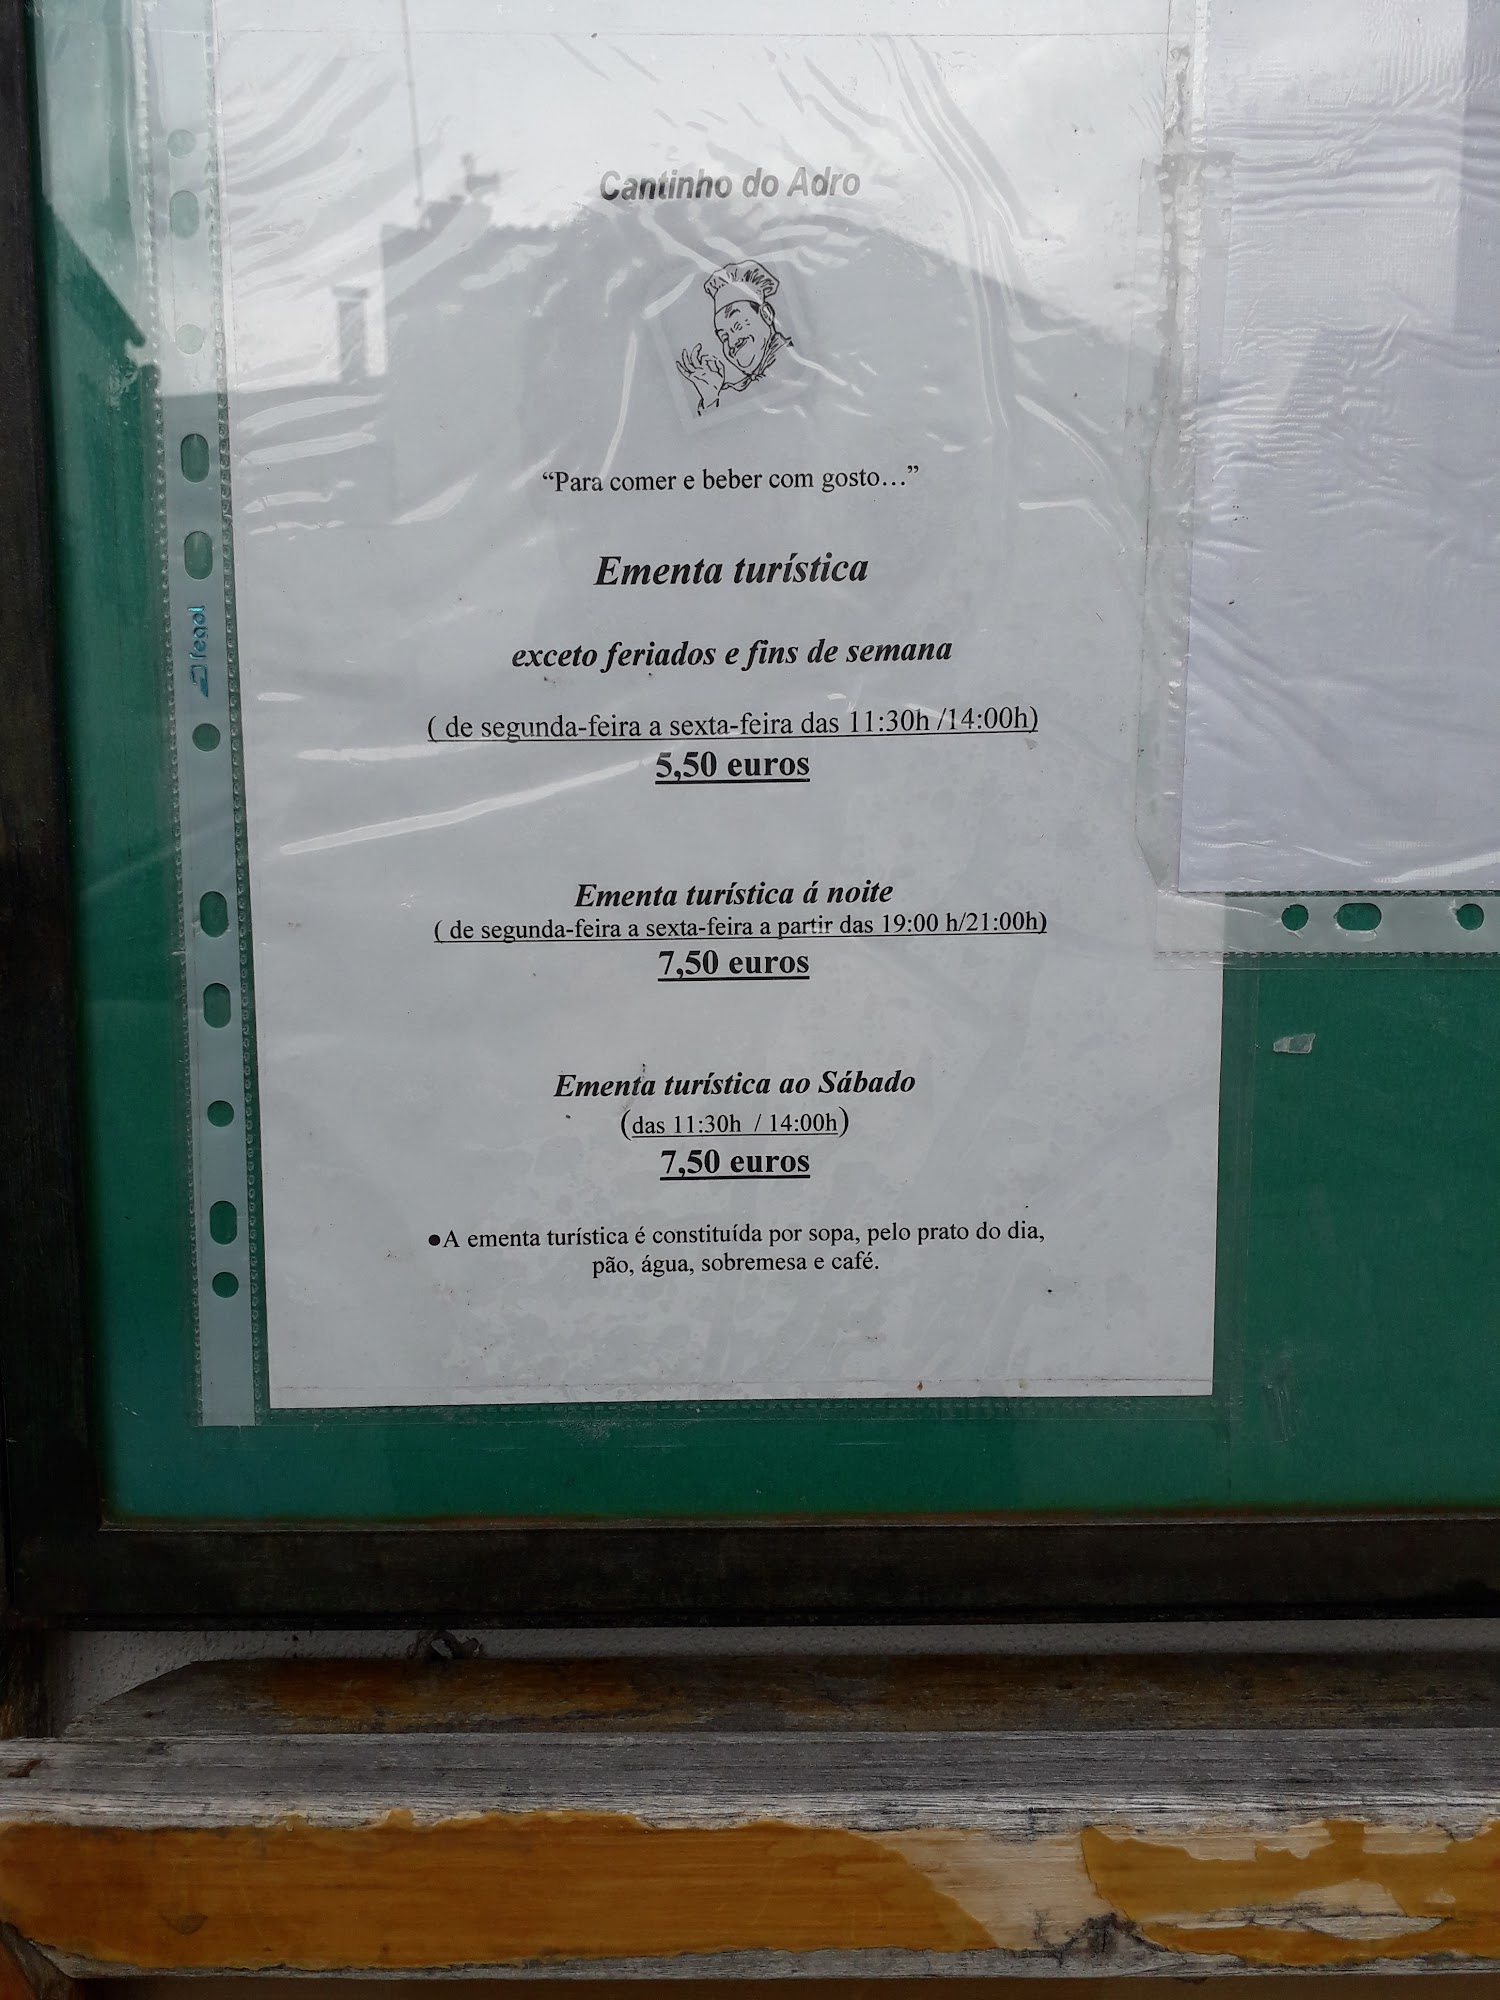 Cantinho do Adro
“Para comer e beber com gosto…”
Ementa turística
exceto feriados e fins de semana
( de segunda-feira a sexta-feira das 11:30h /14:00h)
5,50 euros
Ementa turística á noite
( de segunda-feira a sexta-feira a partir das 19:00 h/21:00h)
7,50 euros
Ementa turística ao Sábado
(das 11:30h / 14:00h)
7,50 euros
●A ementa turística é constituída por sopa, pelo prato do dia,
pão, água, sobremesa e café.
fegol